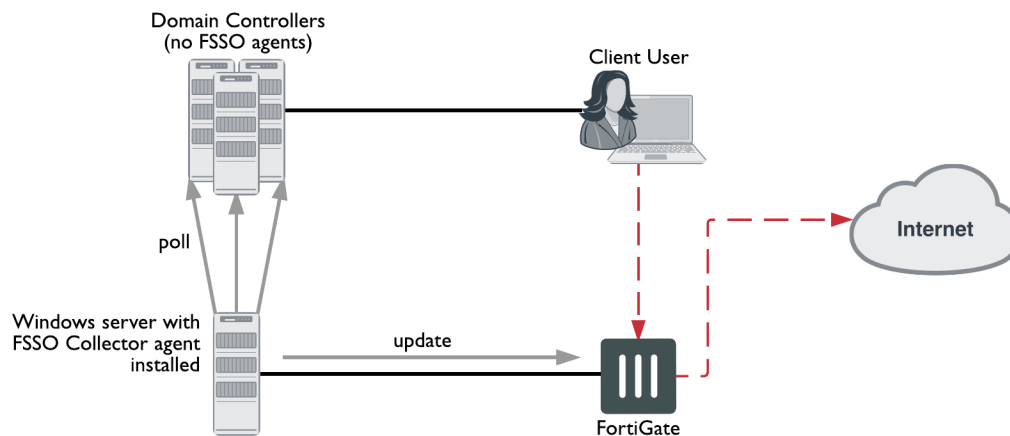 Domain Controllers
(no FSSO agents)
Client User
poll
Internet
Windows server with
FSSO Collector agent
installed
update
FortiGate